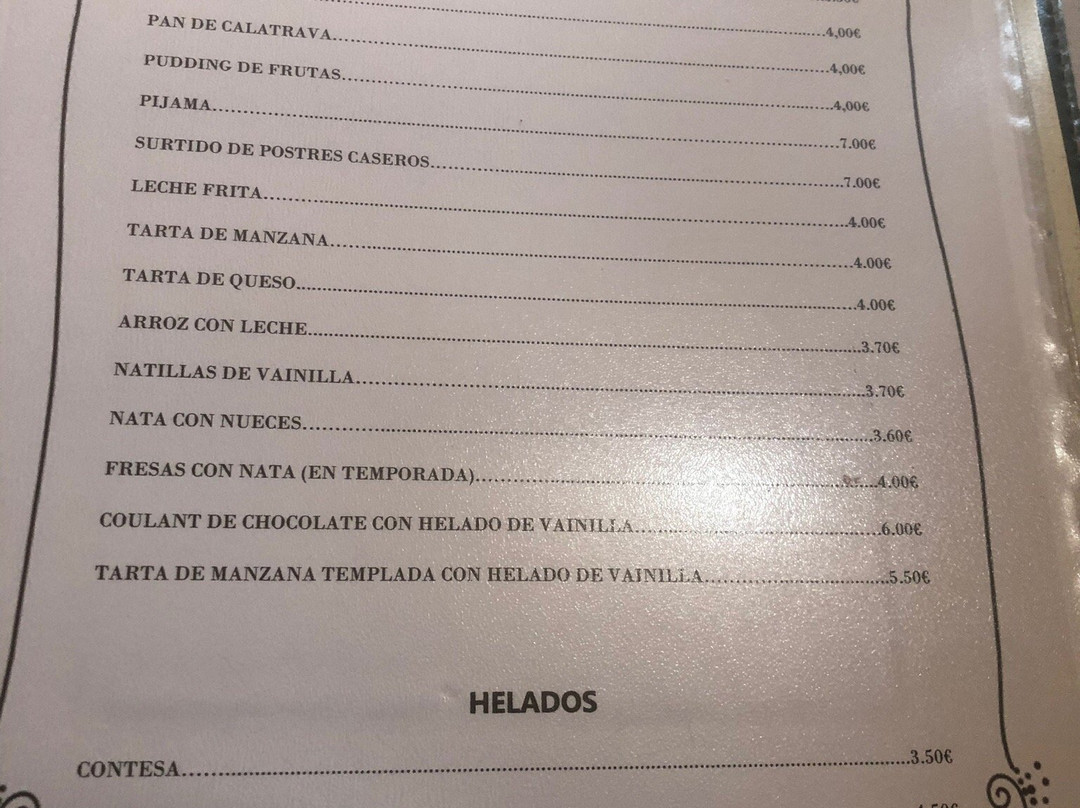 4,00€
PAN DE CALATRAVA........4,00€
PUDDING DE FRUTAS........4,00€
PIJAMA........7.00€
SURTIDO DE POSTRES CASEROS........7.00€
LECHE FRITA........4.00€
TARTA DE MANZANA........4.00€
TARTA DE QUESO........4.00€
ARROZ CON LECHE........3.70€
NATILLAS DE VAINILLA........3.70€
NATA CON NUECES........3.60€
FRESAS CON NATA (EN TEMPORADA)........4.00€
COULANT DE CHOCOLATE CON HELADO DE VAINILLA........6.00€
TARTA DE MANZANA TEMPLADA CON HELADO DE VAINILLA........5.50€
HELADOS
CONTESA........3.50€